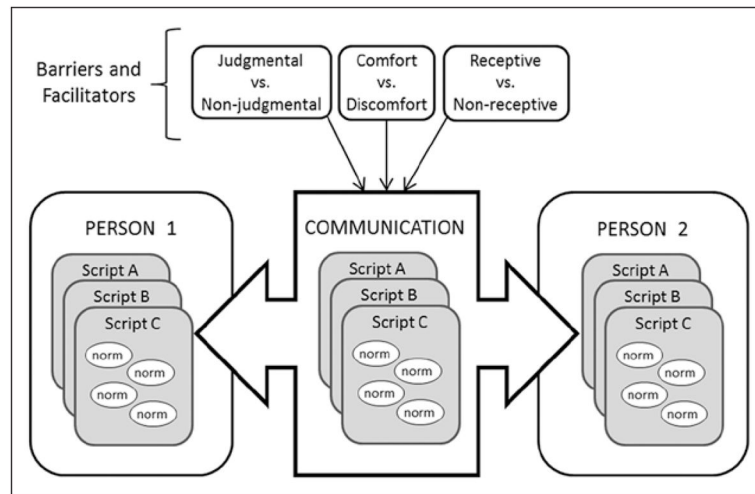 Barriers and
Facilitators
Judgmental
vs.
Non-judgmental
Comfort
vs.
Discomfort
Receptive
vs.
Non-receptive
PERSON 1
Script A
Script B
Script C
norm
norm
norm
norm
COMMUNICATION
Script A
Script B
Script C
norm
norm
norm
norm
PERSON 2
Script A
Script B
Script C
norm
norm
norm
norm